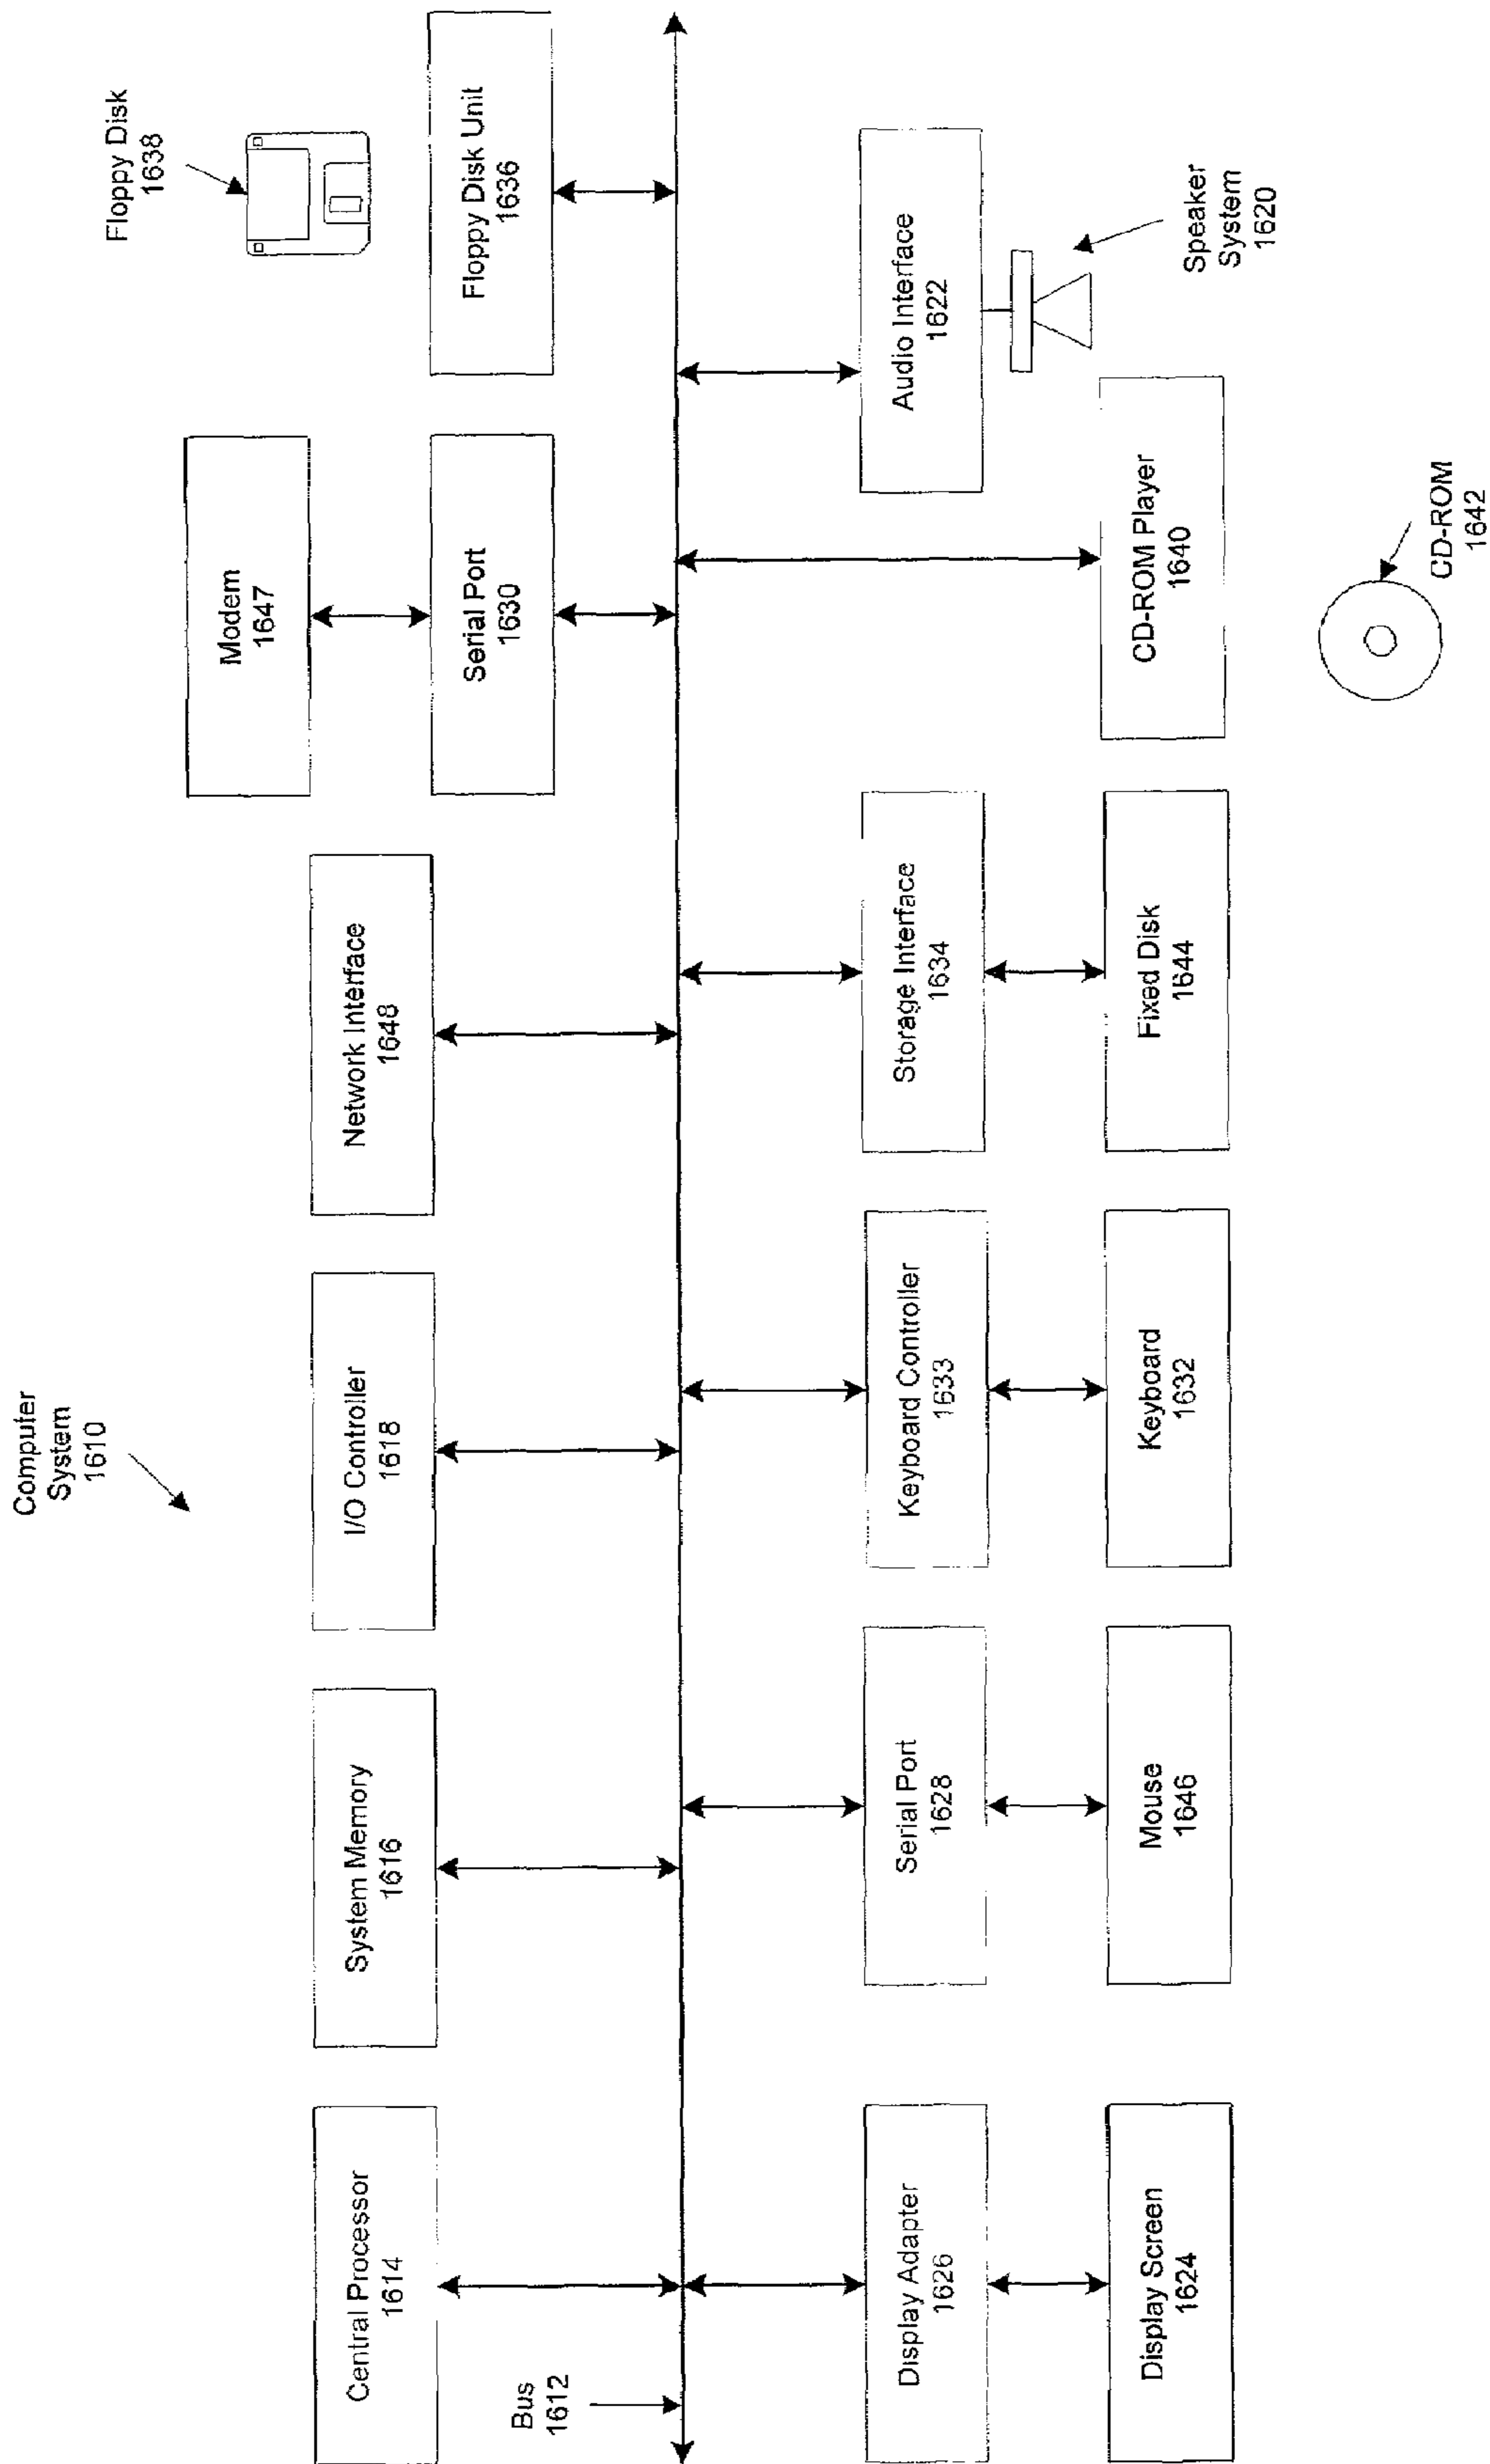 Computer
System
1610
Floppy Disk
1638
Modem
1647
Central Processor
1614
System Memory
1616
I/O Controller
1618
Network Interface
1648
Serial Port
1630
Floppy Disk Unit
1636
Bus
1612
Display Adapter
1626
Serial Port
1628
Keyboard Controller
1633
Storage Interface
1634
Audio Interface
1622
Display Screen
1624
Mouse
1646
Keyboard
1632
Fixed Disk
1644
CD-ROM Player
1640
Speaker
System
1620
CD-ROM
1642